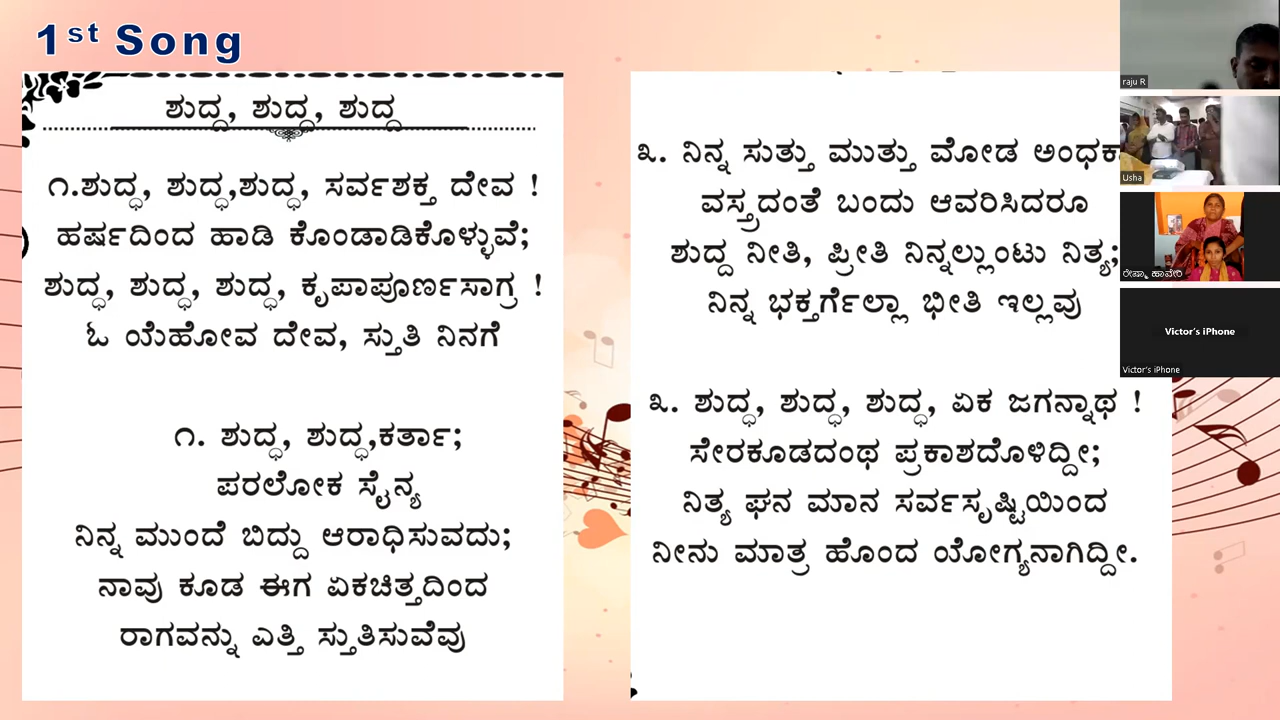 1st Song
ಶುದ್ಧ, ಶುದ್ಧ, ಶುದ್ಧ
೧.ಶುದ್ಧ, ಶುದ್ಧ,ಶುದ್ಧ, ಸರ್ವಶಕ್ತ ದೇವ !
ಹರ್ಷದಿಂದ ಹಾಡಿ ಕೊಂಡಾಡಿಕೊಳ್ಳುವೆ;
ಶುದ್ಧ, ಶುದ್ಧ, ಶುದ್ಧ, ಕೃಪಾಪೂರ್ಣಸಾಗ್ರ !
ಓ ಯೆಹೋವ ದೇವ, ಸ್ತುತಿ ನಿನಗೆ
೧. ಶುದ್ಧ, ಶುದ್ಧ,ಕರ್ತಾ;
ಪರಲೋಕ ಸೈನ್ಯ
ನಿನ್ನ ಮುಂದೆ ಬಿದ್ದು ಆರಾಧಿಸುವದು;
ನಾವು ಕೂಡ ಈಗ ಏಕಚಿತ್ತದಿಂದ
ರಾಗವನ್ನು ಎತ್ತಿ ಸ್ತುತಿಸುವೆವು
೩. ನಿನ್ನ ಸುತ್ತು ಮುತ್ತು ಮೋಡ ಅಂಧಕ
ವಸ್ತ್ರದಂತೆ ಬಂದು ಆವರಿಸಿದರೂ
ಶುದ್ದ ನೀತಿ, ಪ್ರೀತಿ ನಿನ್ನಲ್ಲುಂಟು ನಿತ್ಯ;
ನಿನ್ನ ಭಕ್ತರ್ಗೆಲ್ಲಾ ಭೀತಿ ಇಲ್ಲವು
೩. ಶುದ್ಧ, ಶುದ್ಧ, ಶುದ್ಧ, ಏಕ ಜಗನ್ನಾಥ !
ಸೇರಕೂಡದಂಥ ಪ್ರಕಾಶದೊಳಿದ್ದೀ;
ನಿತ್ಯ ಘನ ಮಾನ ಸರ್ವಸೃಷ್ಟಿಯಿಂದ
ನೀನು ಮಾತ್ರ ಹೊಂದ ಯೋಗ್ಯನಾಗಿದ್ದೀ.
raju R
Usha
ರೇಷ್ಮಾ ಹಾವೇರಿ
Victor's iPhone
Victor's iPhone